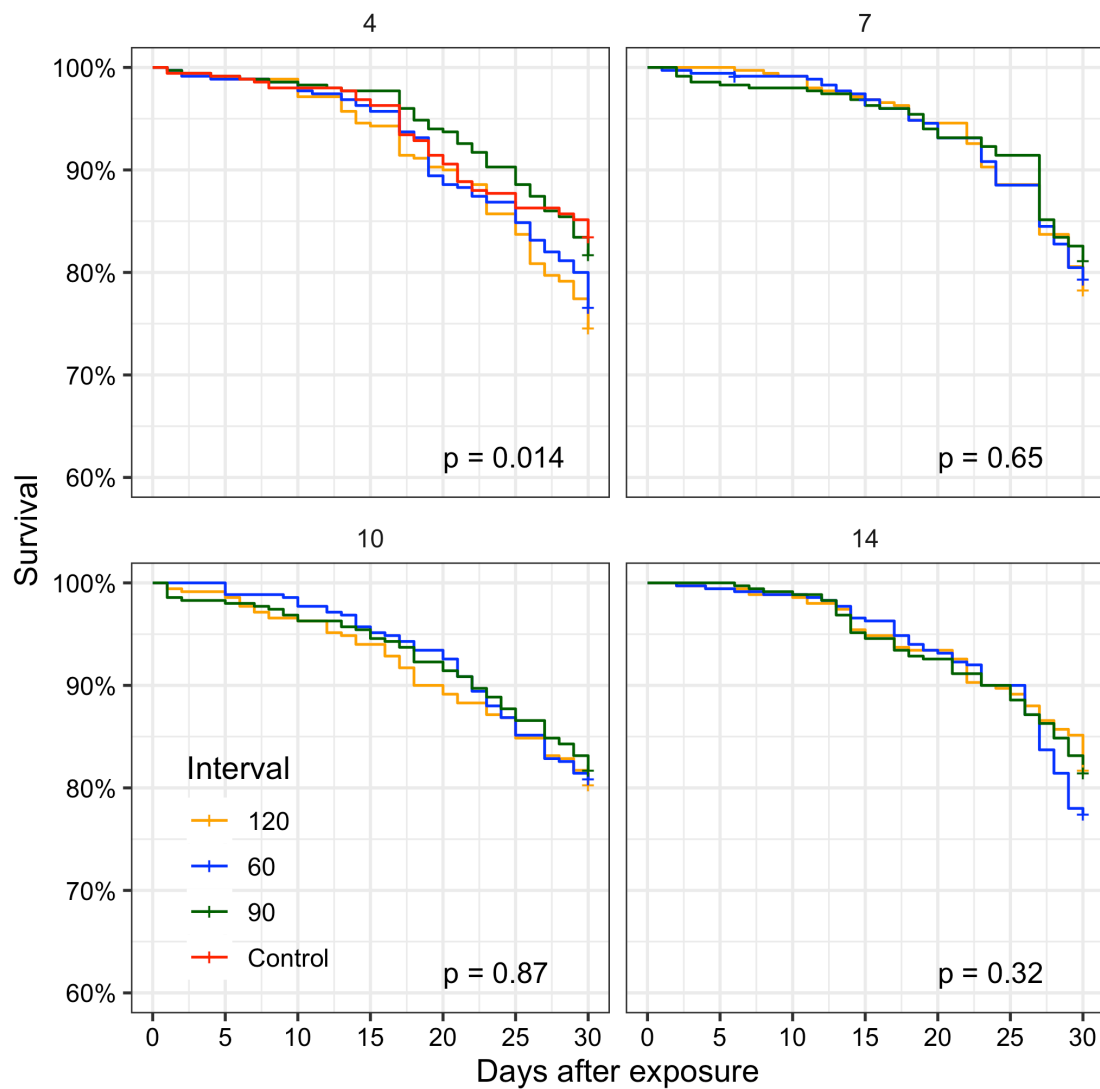 4
7
100%
90%
80%
70%
60%
p = 0.014
p = 0.65
Survival
10
14
100%
90%
80%
70%
60%
Interval
120
60
90
Control
p = 0.87
p = 0.32
0 5 10 15 20 25 30
0 5 10 15 20 25 30
Days after exposure